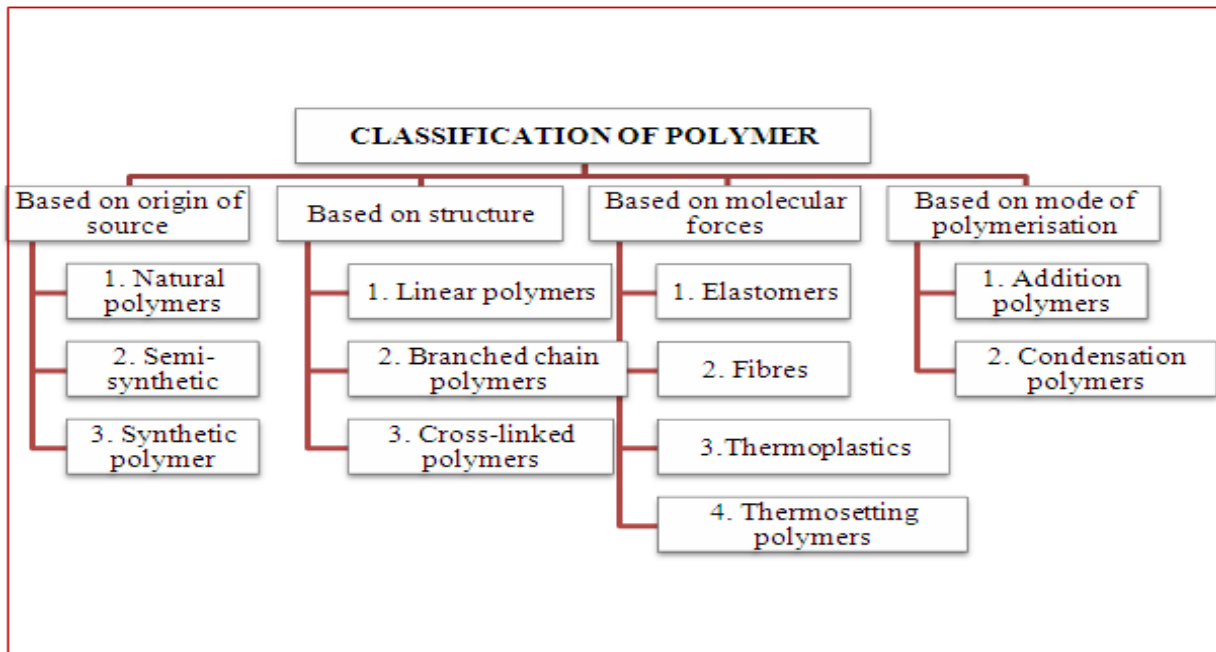 CLASSIFICATION OF POLYMER
Based on origin of
source
1. Natural
polymers
2. Semi-
synthetic
3. Synthetic
polymer
Based on structure
1. Linear polymers
2. Branched chain
polymers
3. Cross-linked
polymers
Based on molecular
forces
1. Elastomers
2. Fibres
3.Thermoplastics
4. Thermosetting
polymers
Based on mode of
polymerisation
1. Addition
polymers
2. Condensation
polymers